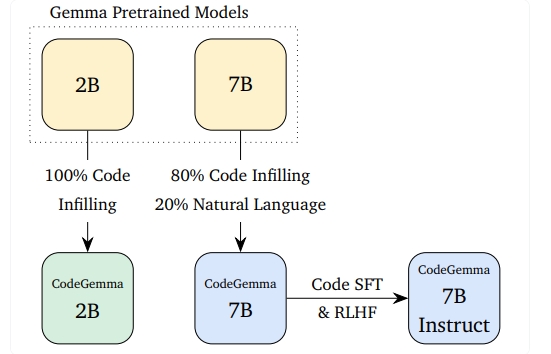 Gemma Pretrained Models
2B
7B
100% Code
Infilling
80% Code Infilling
20% Natural Language
CodeGemma
2B
CodeGemma
7B
Code SFT
& RLHF
CodeGemma
7B
Instruct